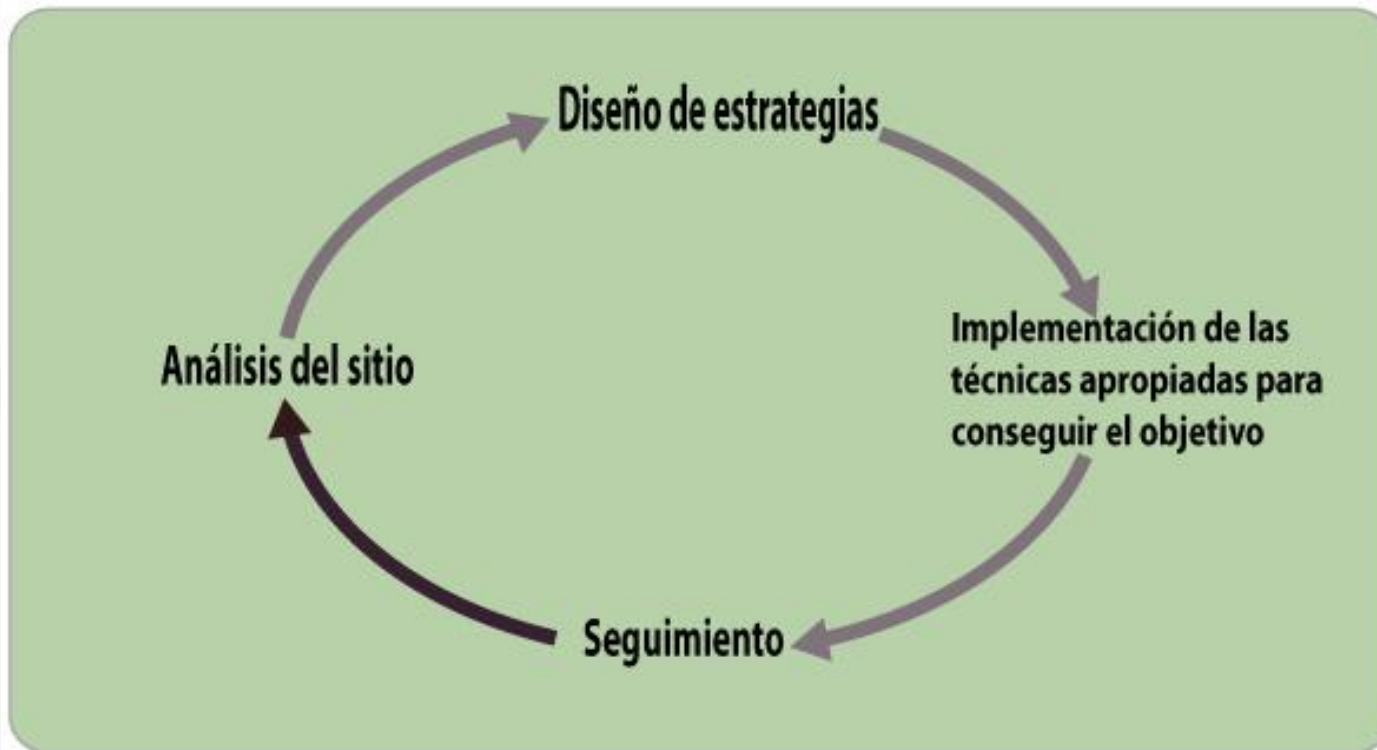 Diseño de estrategias
Implementación de las
técnicas apropiadas para
conseguir el objetivo
Análisis del sitio
Seguimiento